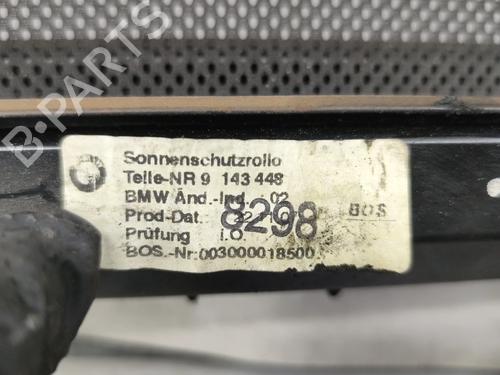 B-PARTS
Sonnenschutzrollo
Teile-NR 9 143 448
BMW Änd.-Ind. 02
Prod-Dat.
8298
BOS
Prüfung i.O.
BOS.-Nr:003000018500